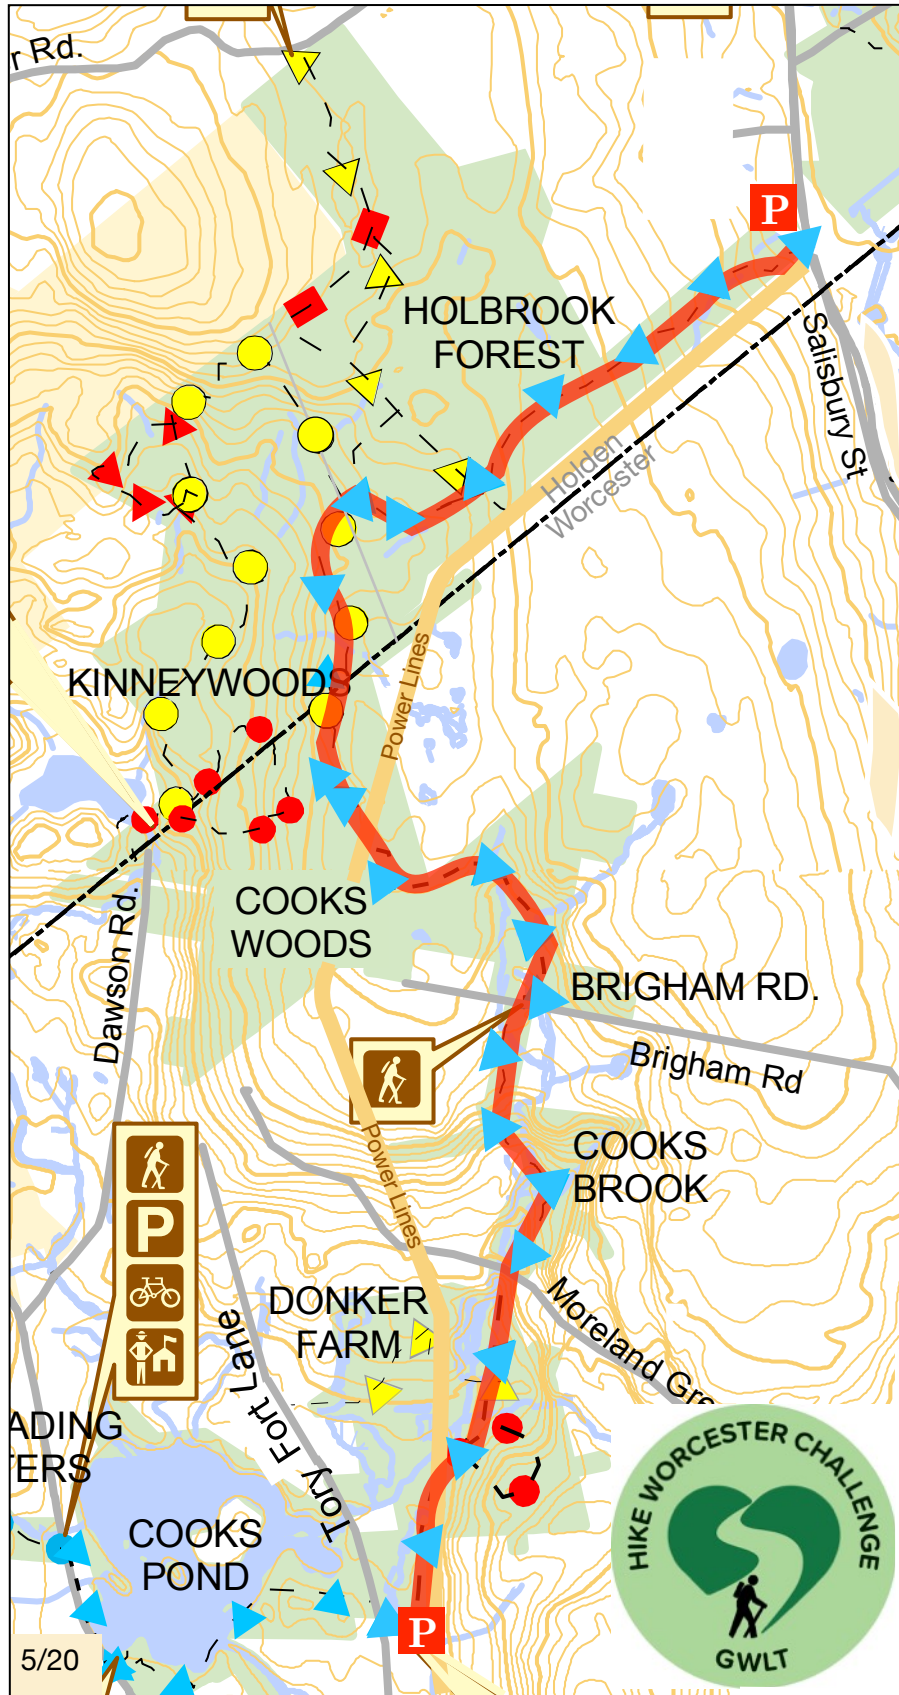 r Rd.
P
HOLBROOK
FOREST
Salisbury St
Holden
Worcester
KINNEYWOODS
Power Lines
COOKS
WOODS
Dawson Rd.
BRIGHAM RD.
Brigham Rd
Power Lines
COOKS
BROOK
P
DONKER
FARM
Moreland Gre
Tory Fort Lane
ADING
TERS
COOKS
POND
HIKE WORCESTER CHALLENGE
GWLT
P
5/20